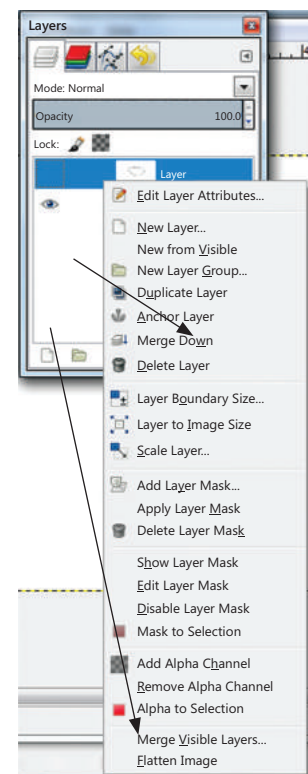 Layers
Mode: Normal
Opacity 100.0
Lock:
Layer
Edit Layer Attributes...
New Layer...
New from Visible
New Layer Group...
Duplicate Layer
Anchor Layer
Merge Down
Delete Layer
Layer Boundary Size...
Layer to Image Size
Scale Layer...
Add Layer Mask...
Apply Layer Mask
Delete Layer Mask
Show Layer Mask
Edit Layer Mask
Disable Layer Mask
Mask to Selection
Add Alpha Channel
Remove Alpha Channel
Alpha to Selection
Merge Visible Layers...
Flatten Image